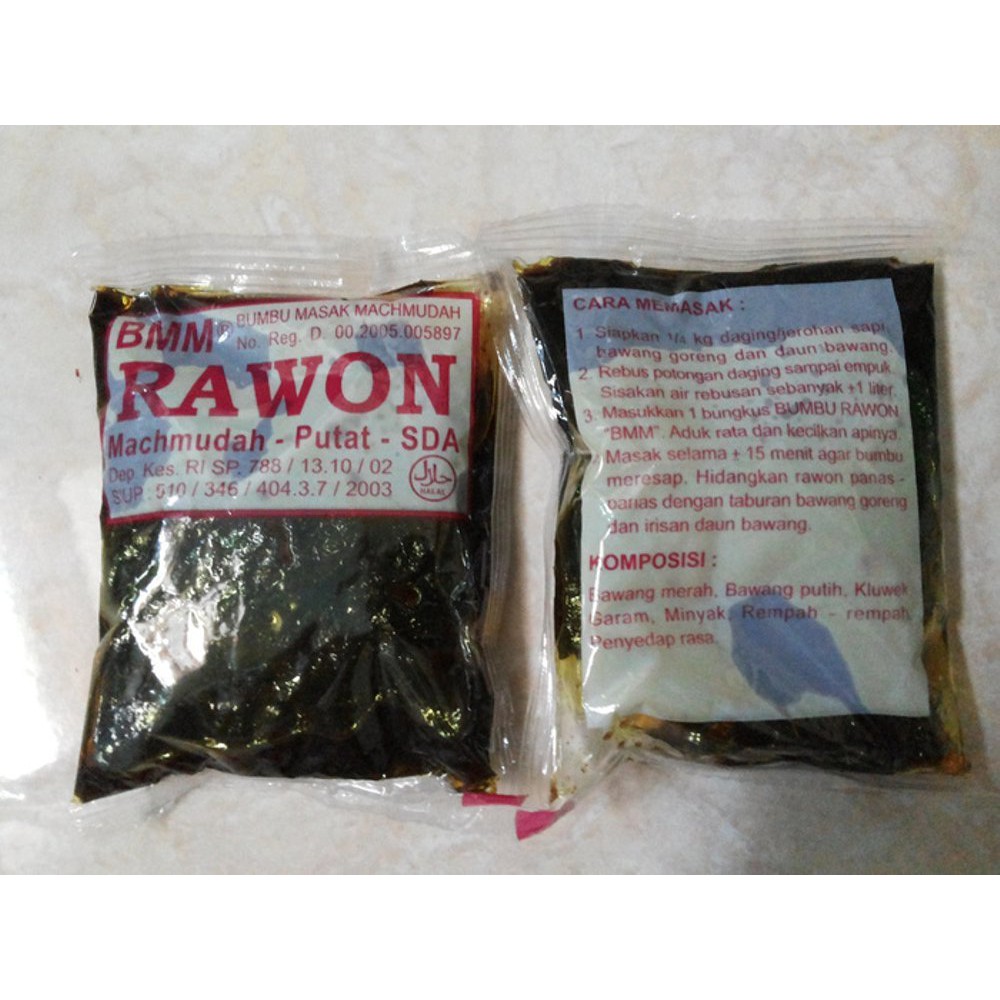 BMM ® BUMBU MASAK MACHMUDAH
No. Reg. D. 00.2005.005897
RAWON
Machmudah - Putat - SDA
Dep Kes. RI SP. 788 / 13.10 / 02
SUP : 510 / 346 / 404.3.7 / 2003
حلال
HALAL
CARA MEMASAK :
1. Siapkan 1/4 kg daging/jerohan sapi,
bawang goreng dan daun bawang.
2. Rebus potongan daging sampai empuk.
Sisakan air rebusan sebanyak ±1 liter.
3. Masukkan 1 bungkus BUMBU RAWON
"BMM". Aduk rata dan kecilkan apinya.
Masak selama ± 15 menit agar bumbu
meresap. Hidangkan rawon panas -
panas dengan taburan bawang goreng
dan irisan daun bawang.
KOMPOSISI :
Bawang merah, Bawang putih, Kluwek
Garam, Minyak, Rempah - rempah
Penyedap rasa.